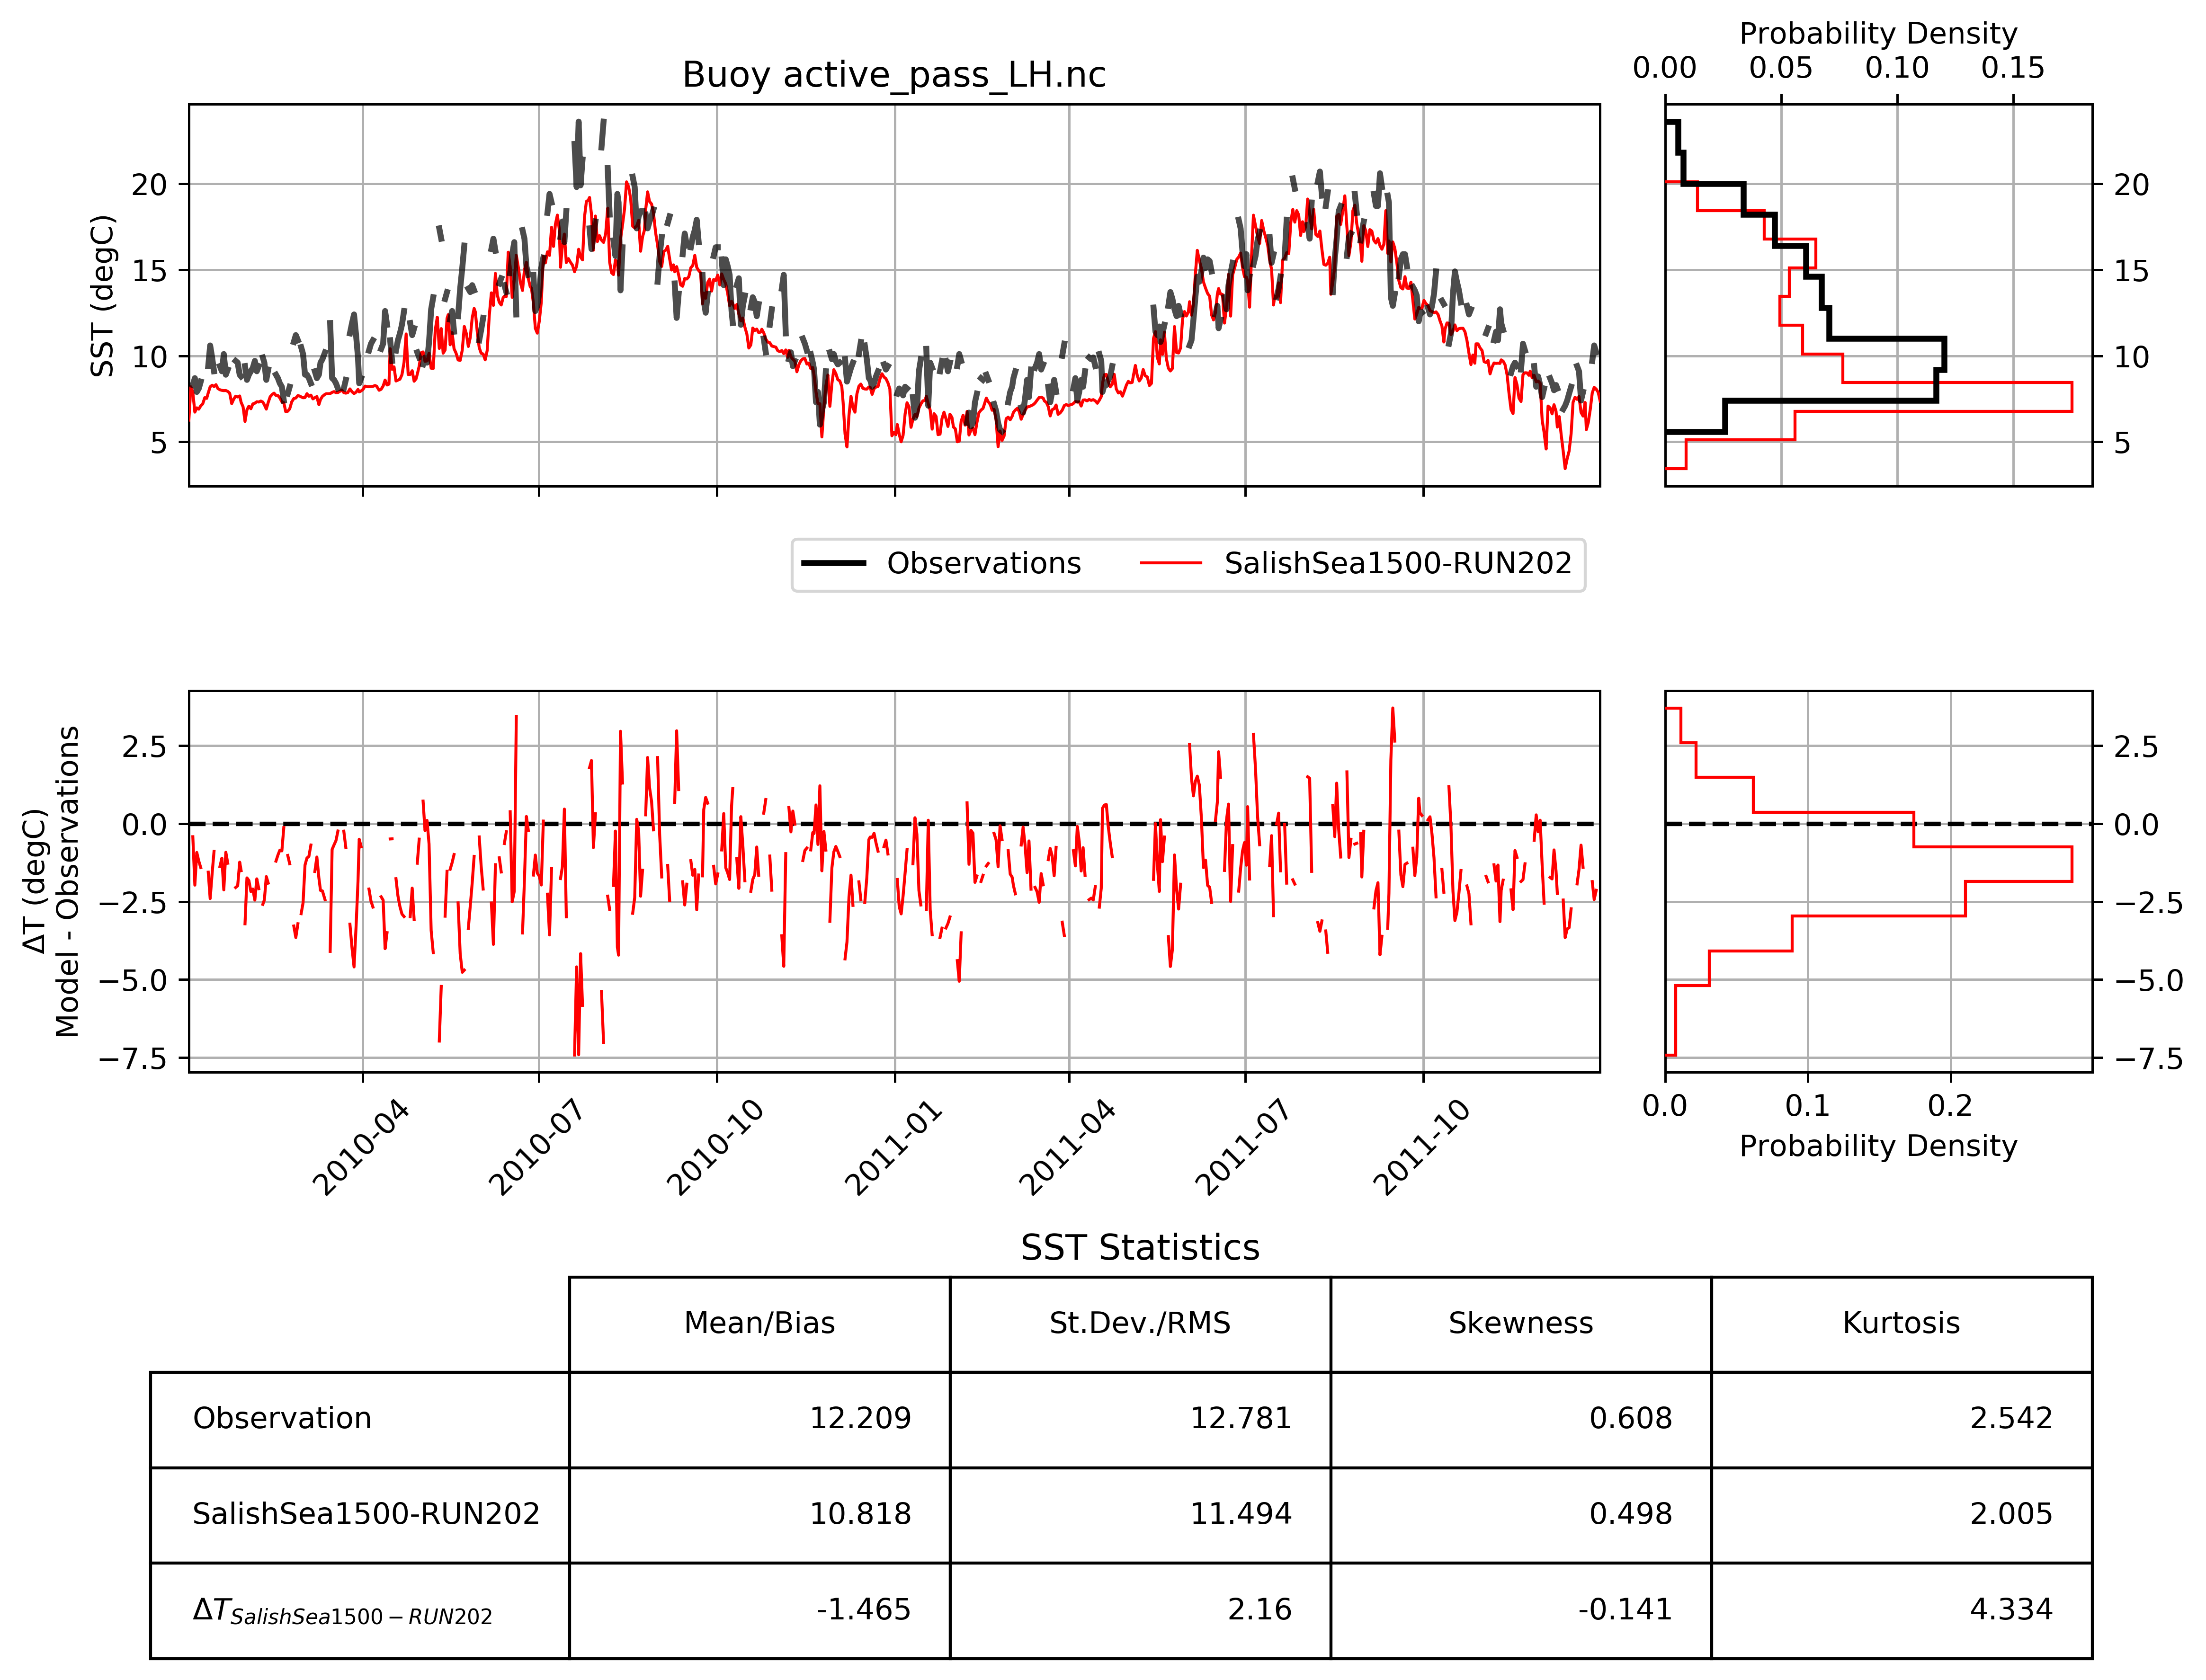 Probability Density
0.00 0.05 0.10 0.15
Buoy active_pass_LH.nc
SST (degC)
20
15
10
5
20
15
10
5
Observations
SalishSea1500-RUN202
ΔT (degC)
Model - Observations
2.5
0.0
−2.5
−5.0
−7.5
2.5
0.0
−2.5
−5.0
−7.5
2010-04 2010-07 2010-10 2011-01 2011-04 2011-07 2011-10
0.0 0.1 0.2
Probability Density
SST Statistics
Mean/Bias St.Dev./RMS Skewness Kurtosis
Observation 12.209 12.781 0.608 2.542
SalishSea1500-RUN202 10.818 11.494 0.498 2.005
ΔT SalishSea1500−RUN202 -1.465 2.16 -0.141 4.334